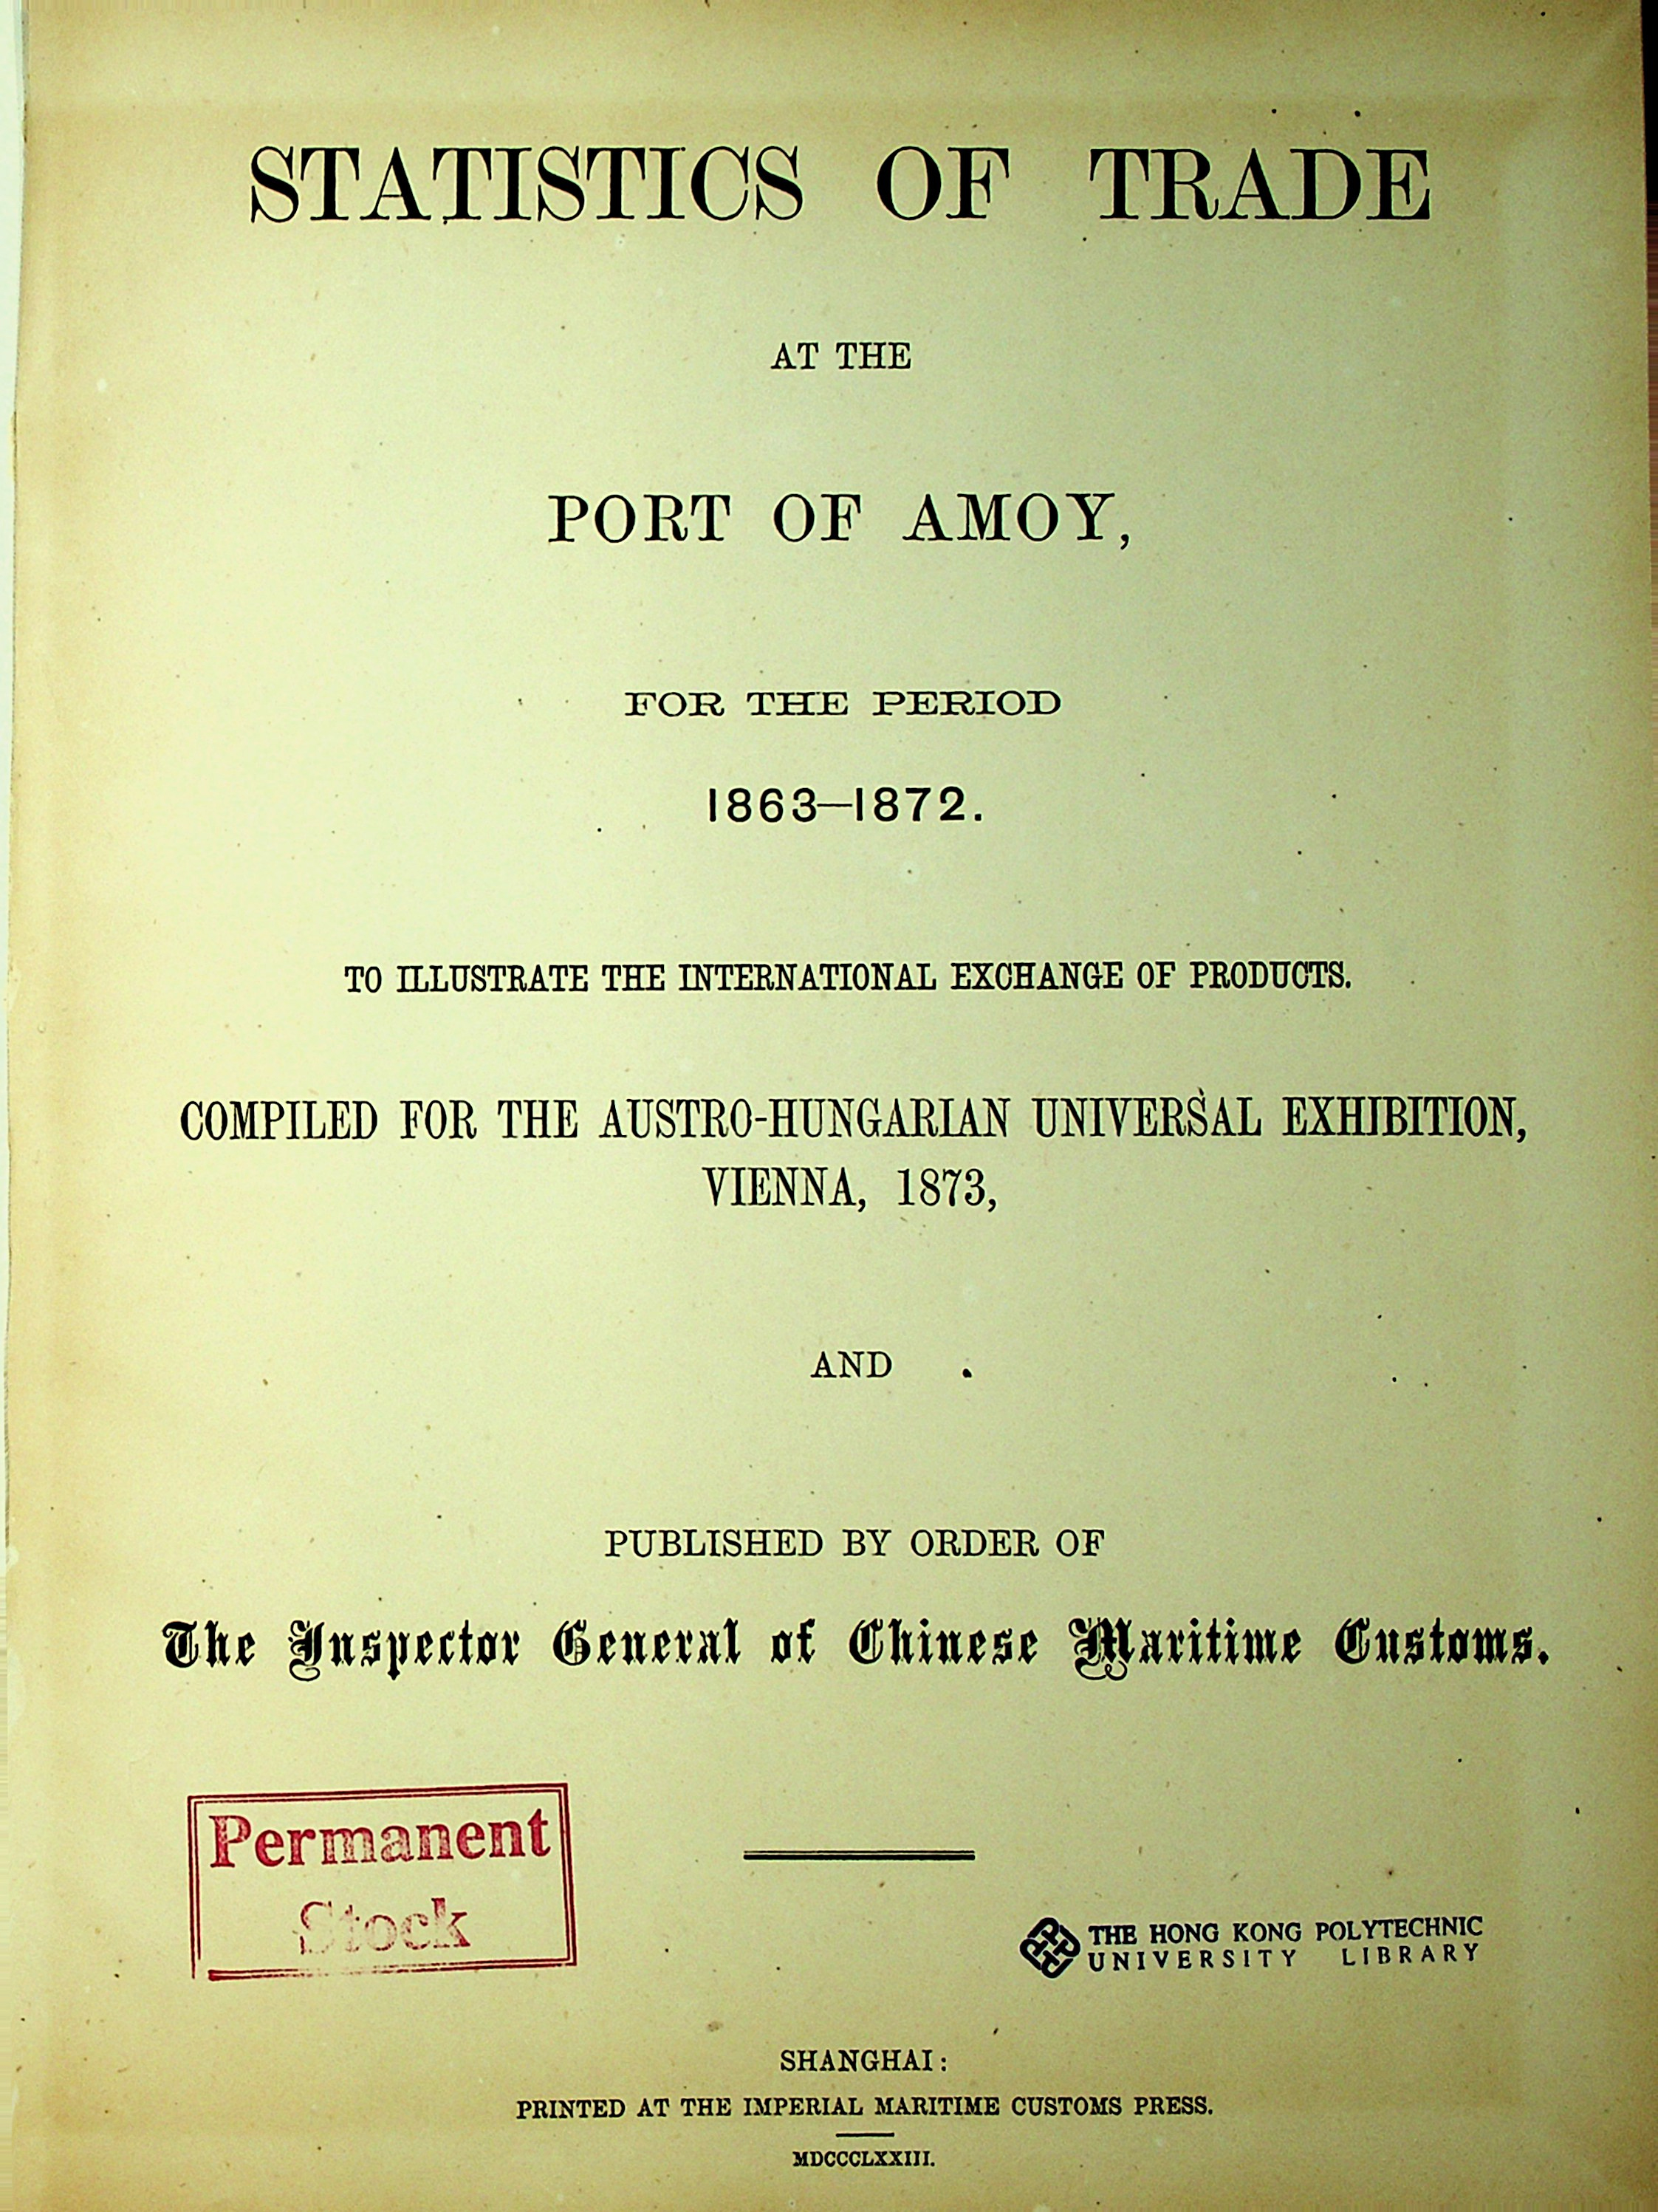 STATISTICS OF TRADE
AT THE
PORT OF AMOY,
FOR THE PERIOD
1863—1872.
TO ILLUSTRATE THE INTERNATIONAL EXCHANGE OF PRODUCTS.
COMPILED FOR THE AUSTRO-HUNGARIAN UNIVERSAL EXHIBITION,
VIENNA, 1873,
AND
PUBLISHED BY ORDER OF
The Inspector General of Chinese Maritime Customs.
Permanent
Stock
THE HONG KONG POLYTECHNIC
UNIVERSITY LIBRARY
SHANGHAI:
PRINTED AT THE IMPERIAL MARITIME CUSTOMS PRESS.
MDCCCLXXIII.